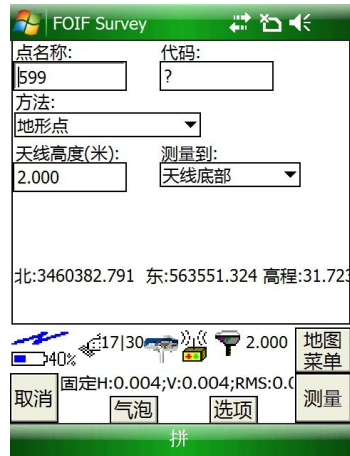 FOIF Survey
点名称: 代码:
599 ?
方法:
地形点
天线高度(米): 测量到:
2.000 天线底部
北:3460382.791 东:563551.324 高程:31.723
17|30 2.000 地图菜单
40%
固定H:0.004;V:0.004;RMS:0.0
取消 气泡 选项 测量
拼